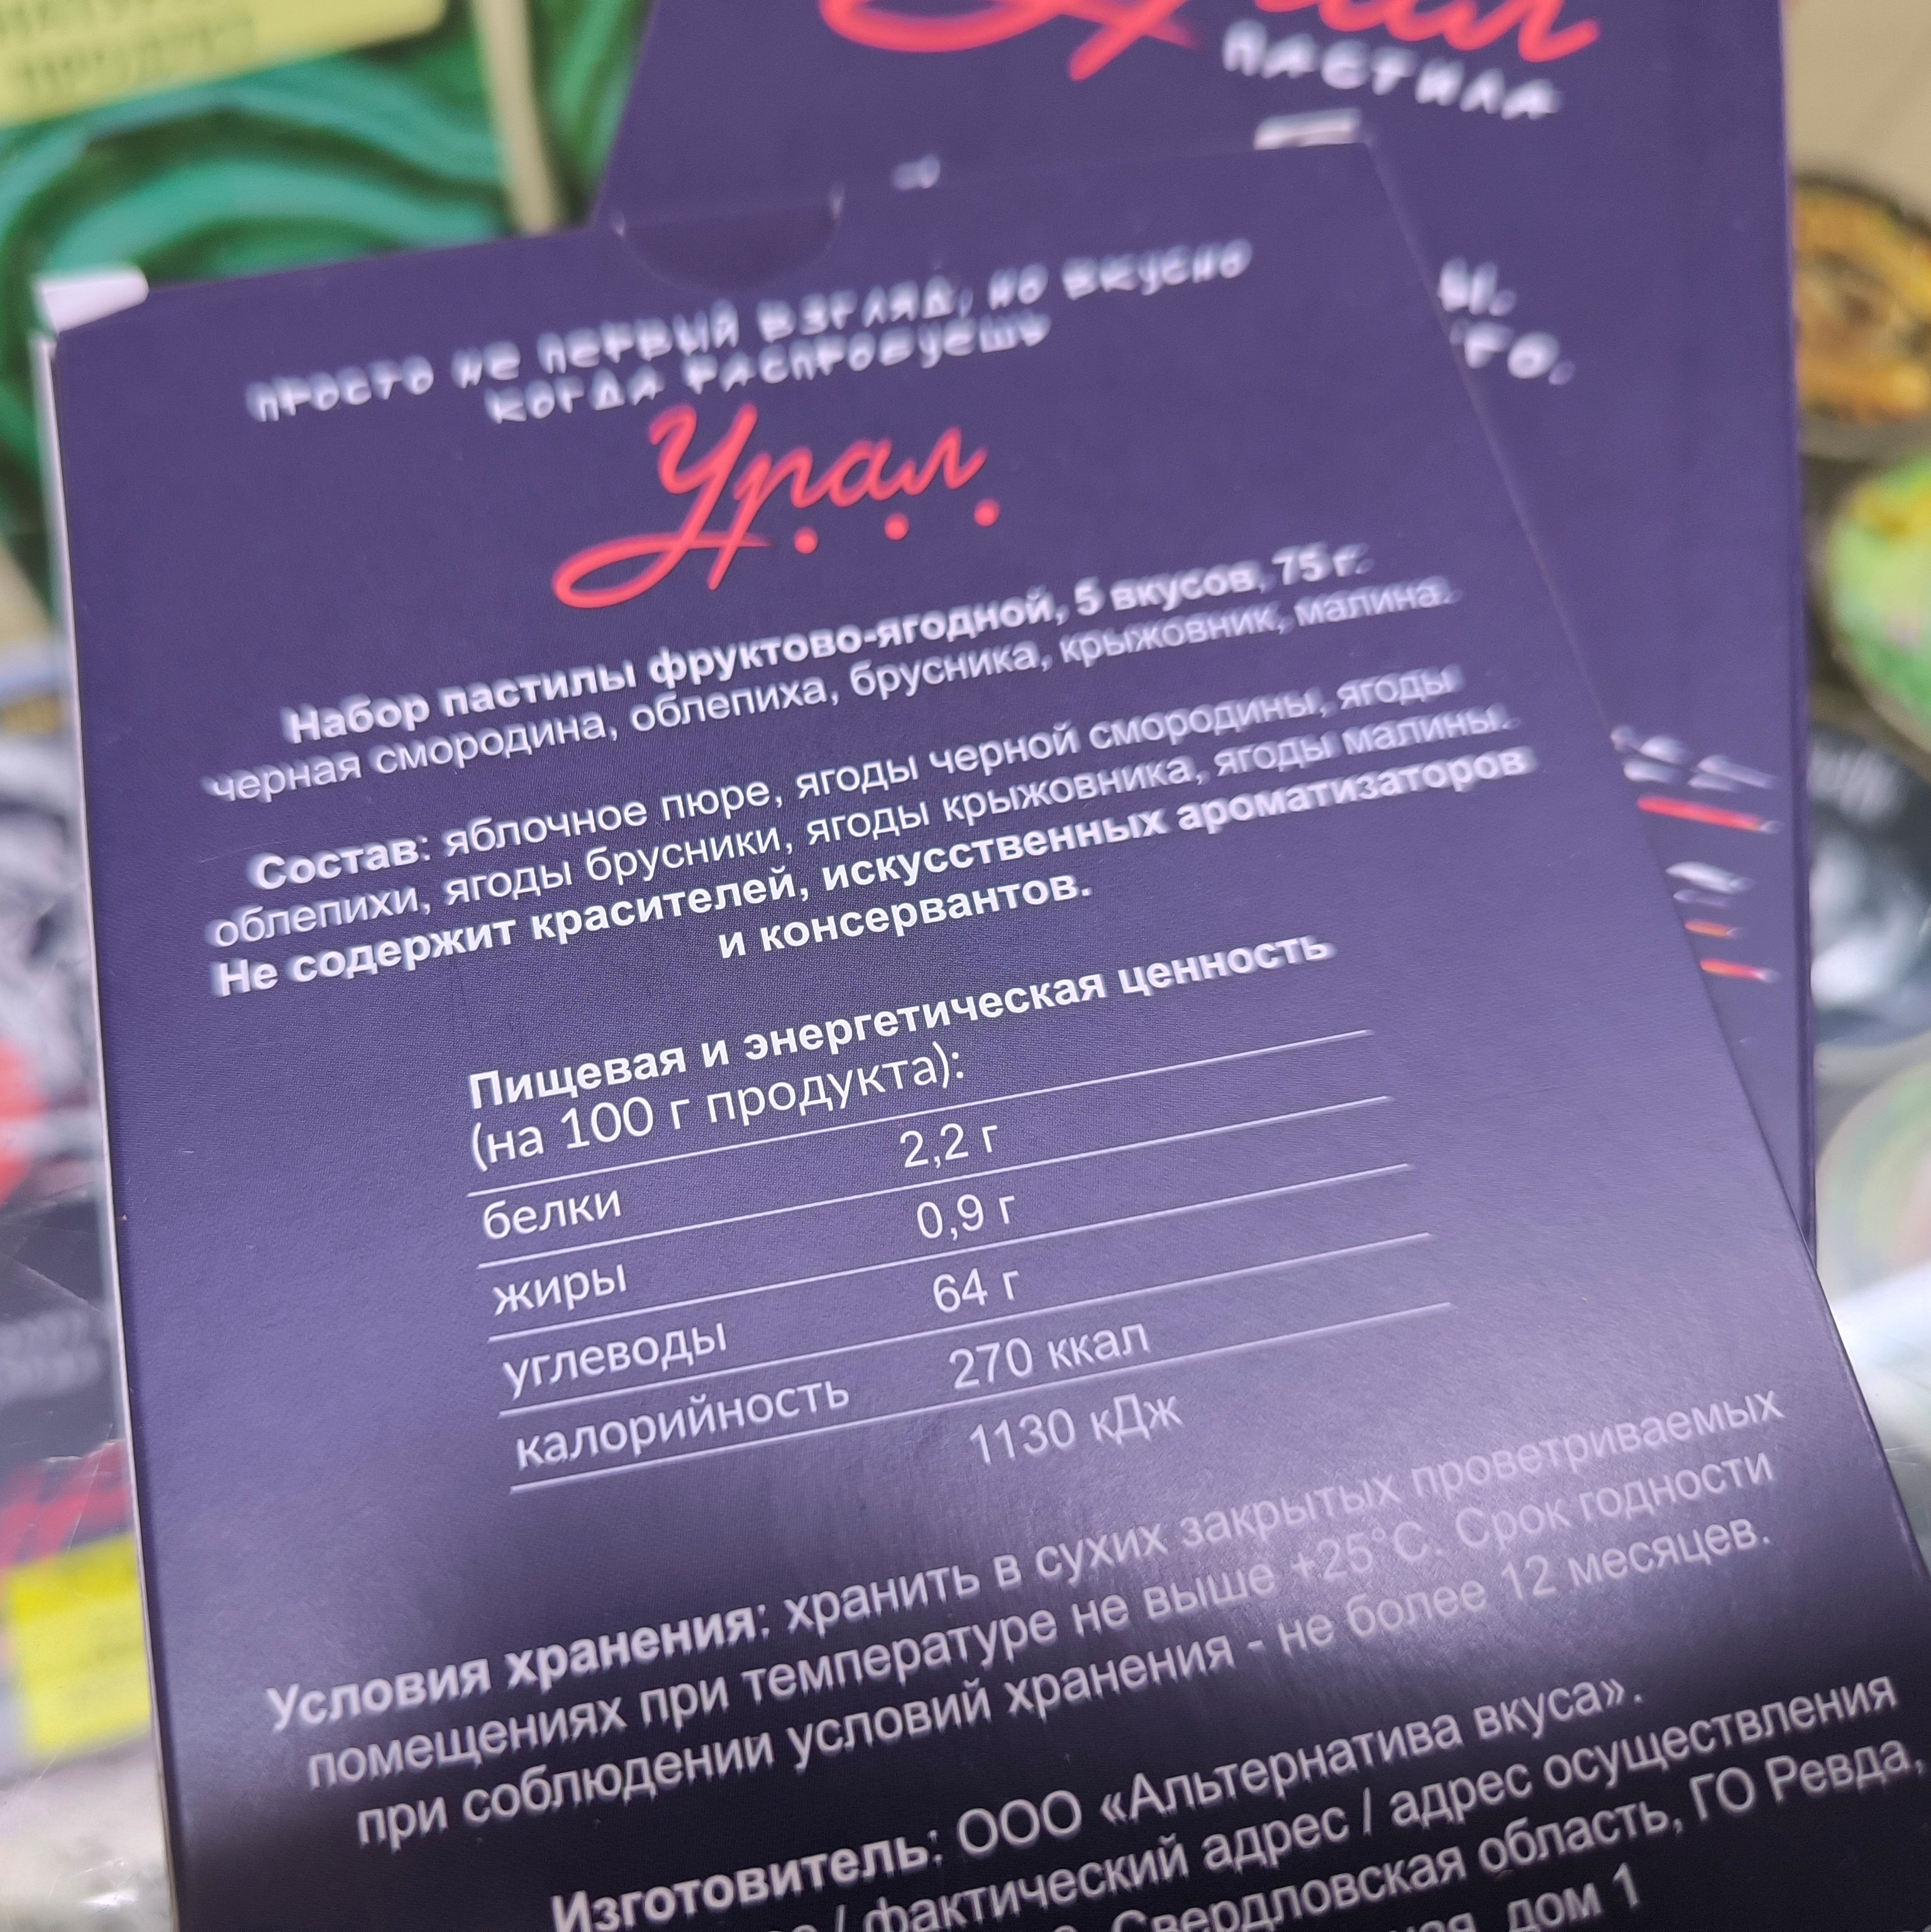 Урал
ПАСТИЛА
ПРОСТО НЕ ПЕРВЫЙ ВЗГЛЯД, НО ВКУСНО
КОГДА РАСПРОБУЕШЬ
Урал
Набор пастилы фруктово-ягодной, 5 вкусов, 75 г:
черная смородина, облепиха, брусника, крыжовник, малина.
Состав: яблочное пюре, ягоды черной смородины, ягоды
облепихи, ягоды брусники, ягоды крыжовника, ягоды малины.
Не содержит красителей, искусственных ароматизаторов
и консервантов.
Пищевая и энергетическая ценность
(на 100 г продукта):
белки 2,2 г
жиры 0,9 г
углеводы 64 г
калорийность 270 ккал
1130 кДж
Условия хранения: хранить в сухих закрытых проветриваемых
помещениях при температуре не выше +25°С. Срок годности
при соблюдении условий хранения - не более 12 месяцев.
Изготовитель: ООО «Альтернатива вкуса».
/ фактический адрес / адрес осуществления
Свердловская область, ГО Ревда,
дом 1